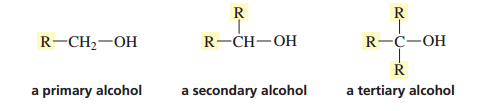 R
R
R—CH₂—OH
R—CH—OH
R—C—OH
R
a primary alcohol
a secondary alcohol
a tertiary alcohol